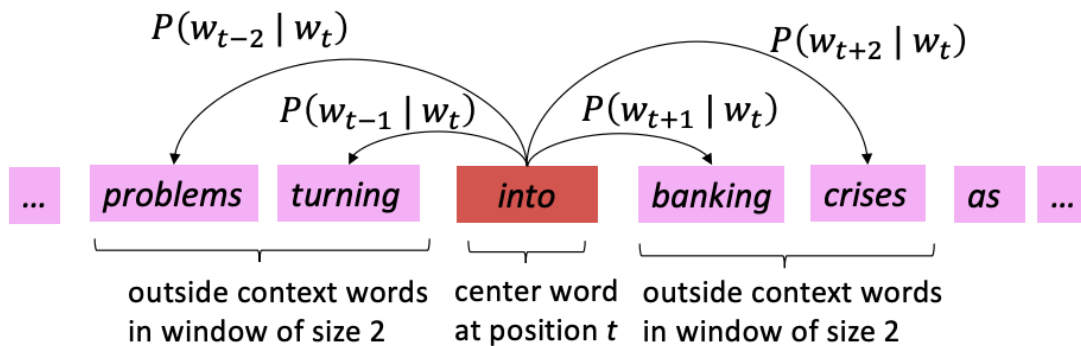 P(w_{t−2} | w_t)
P(w_{t+2} | w_t)
P(w_{t−1} | w_t)
P(w_{t+1} | w_t)
... problems turning into banking crises as ...
outside context words
in window of size 2
center word
at position t
outside context words
in window of size 2